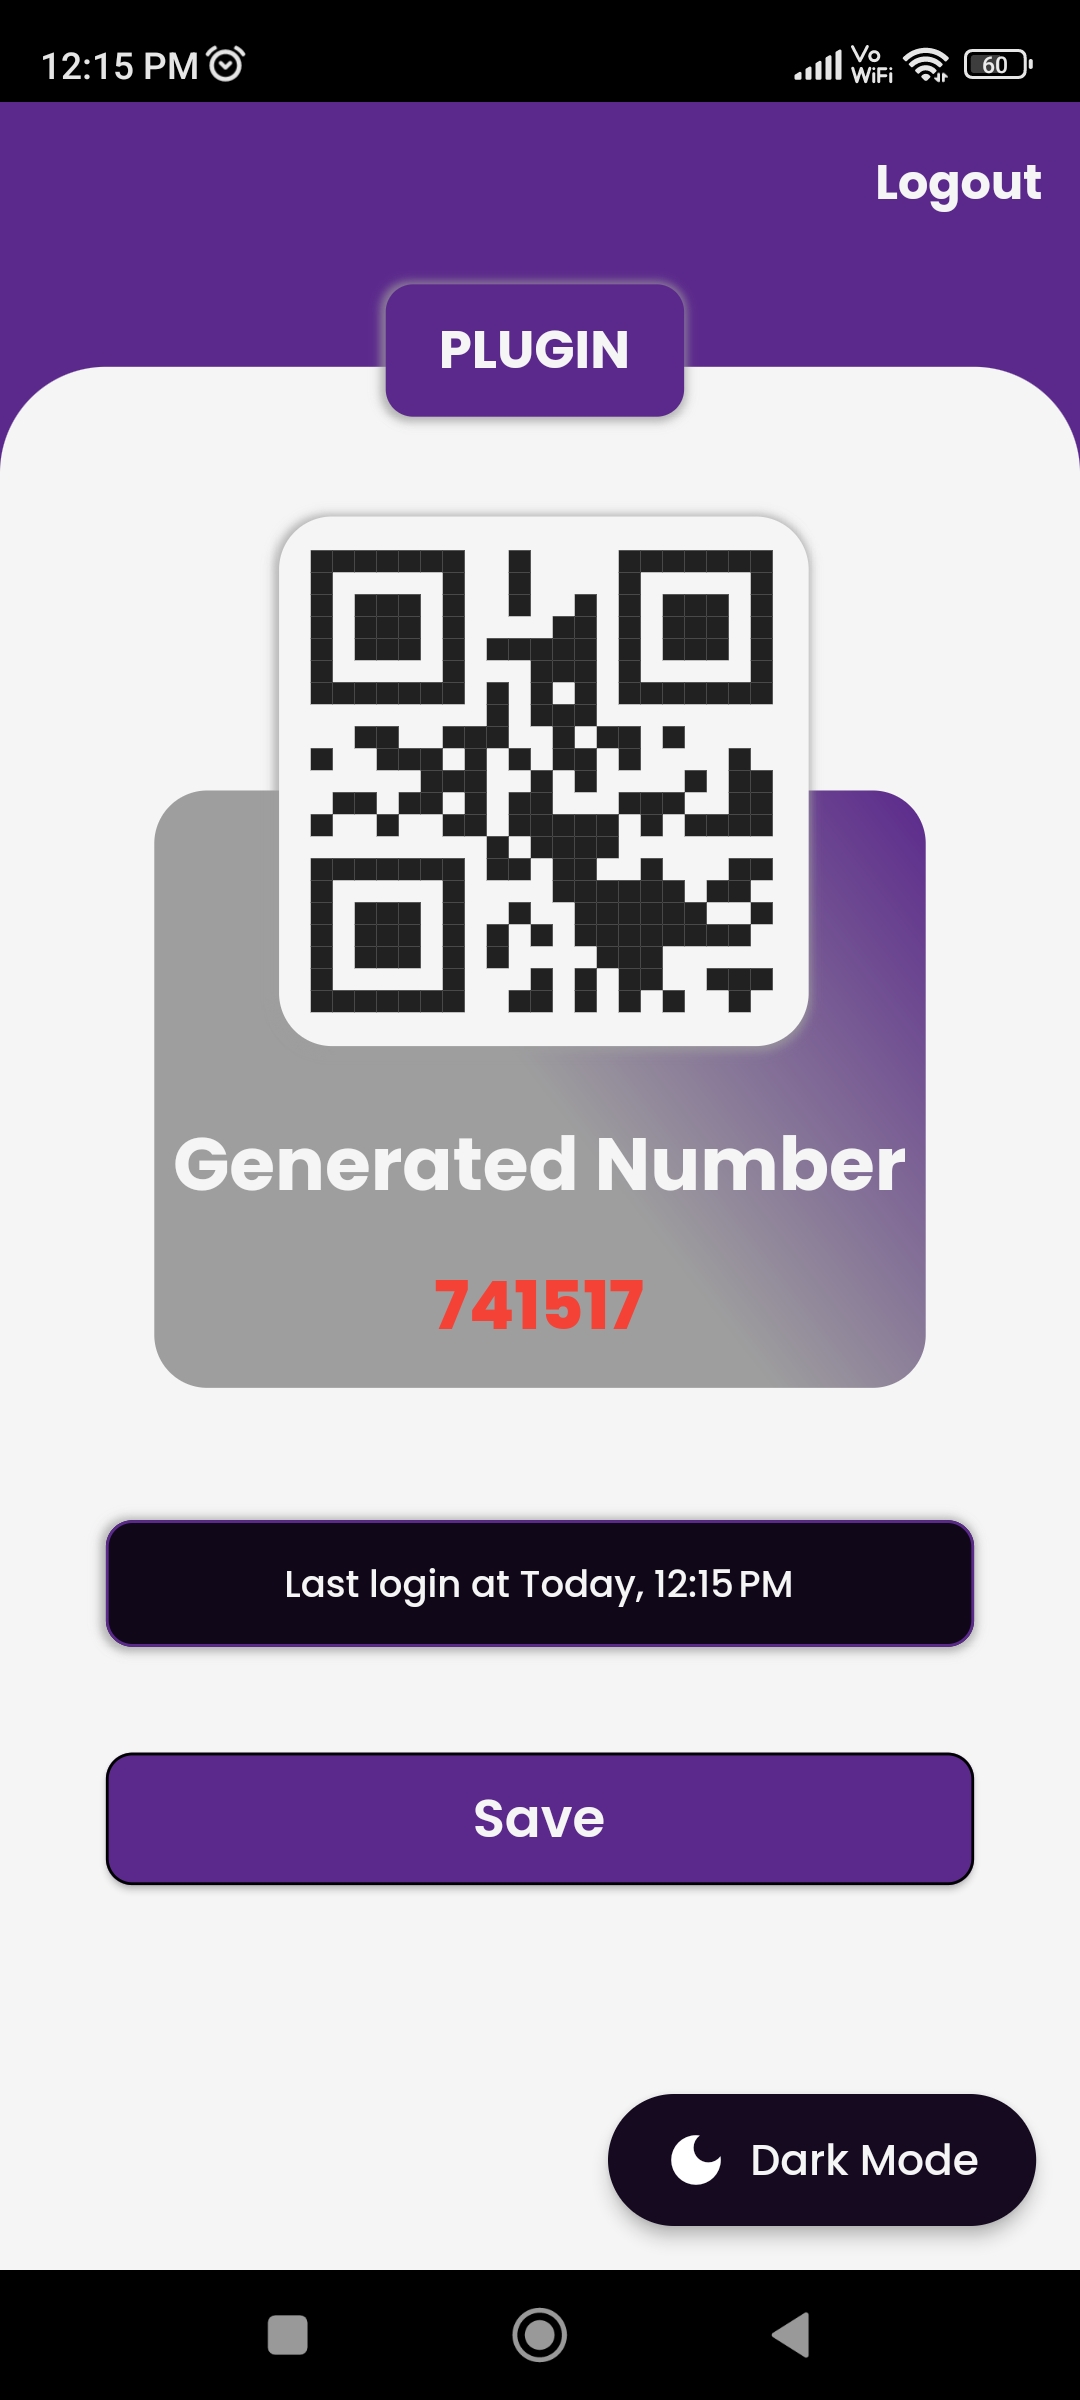 12:15 PM
Vo
WiFi
60
Logout
PLUGIN
Generated Number
741517
Last login at Today, 12:15 PM
Save
Dark Mode